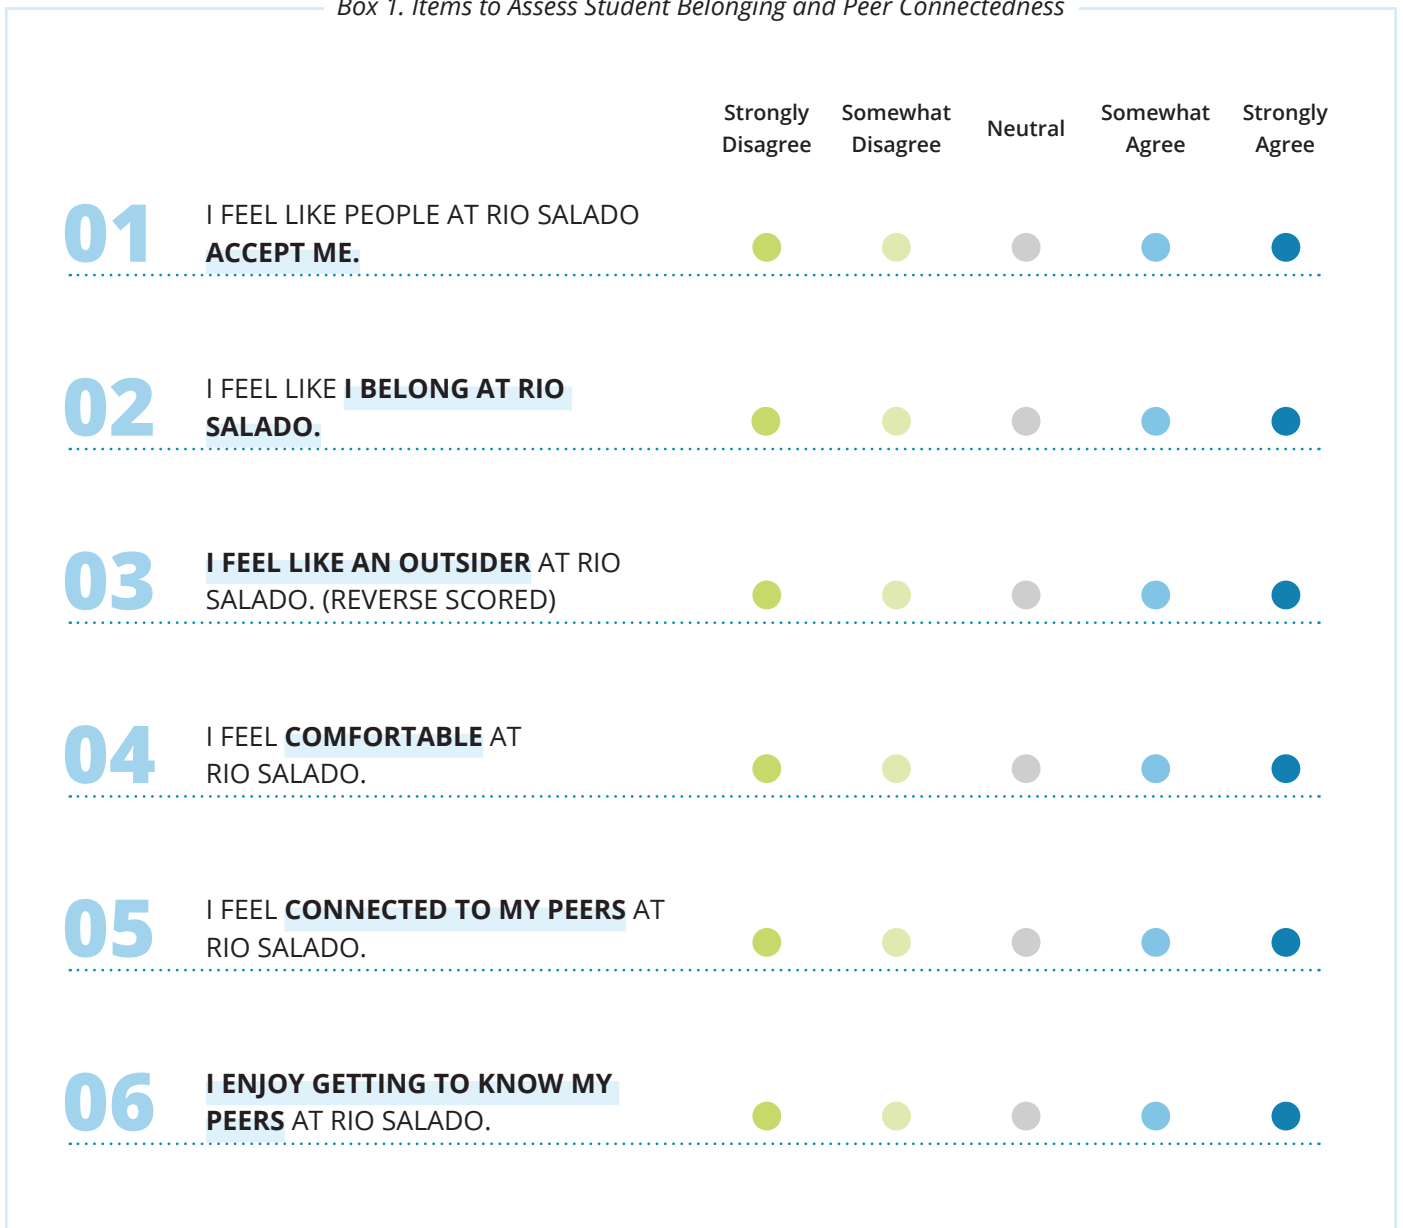 Box 1. Items to Assess Student Belonging and Peer Connectedness
Strongly Disagree
Somewhat Disagree
Neutral
Somewhat Agree
Strongly Agree
01
I FEEL LIKE PEOPLE AT RIO SALADO
ACCEPT ME.
02
I FEEL LIKE I BELONG AT RIO
SALADO.
03
I FEEL LIKE AN OUTSIDER AT RIO
SALADO. (REVERSE SCORED)
04
I FEEL COMFORTABLE AT
RIO SALADO.
05
I FEEL CONNECTED TO MY PEERS AT
RIO SALADO.
06
I ENJOY GETTING TO KNOW MY
PEERS AT RIO SALADO.